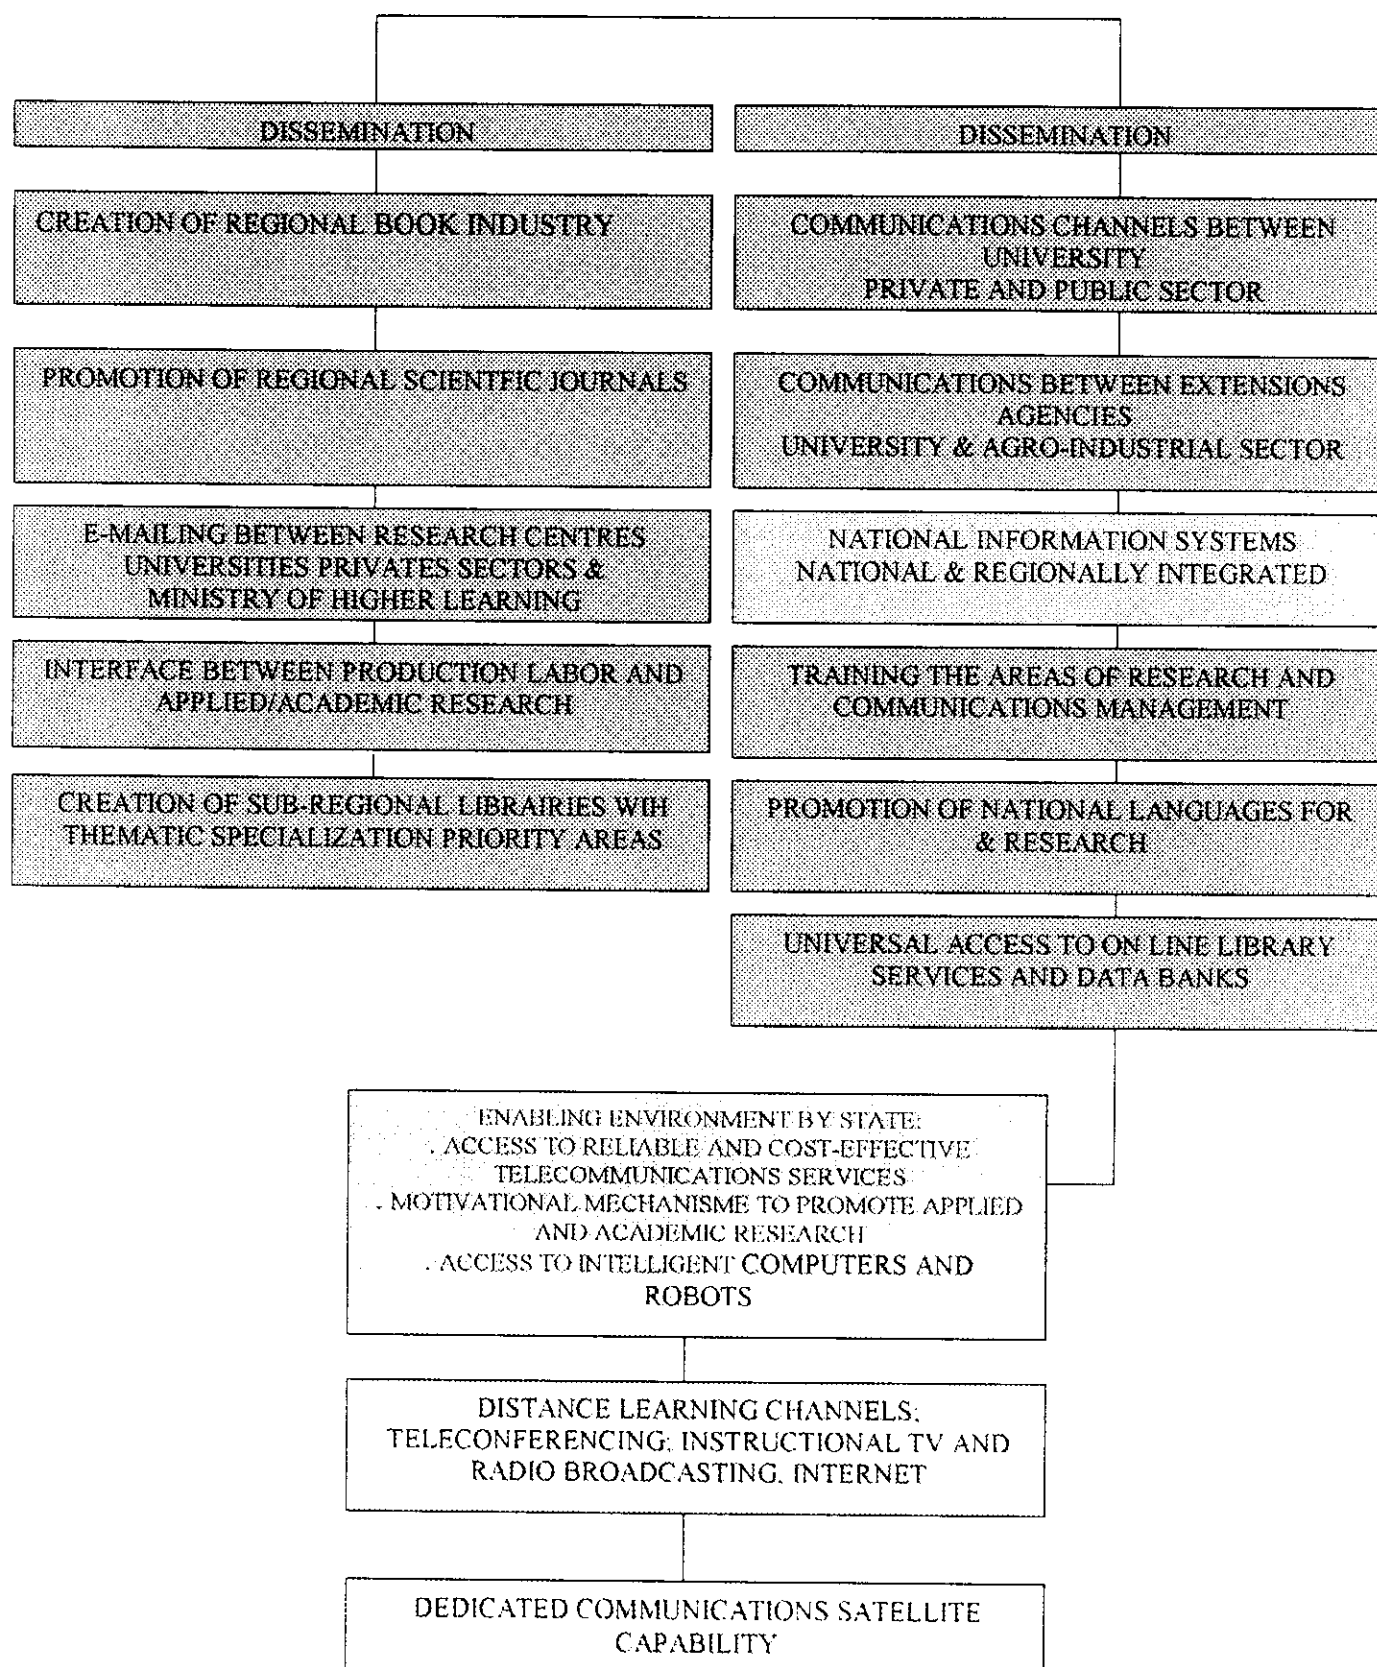 DISSEMINATION
CREATION OF REGIONAL BOOK INDUSTRY
PROMOTION OF REGIONAL SCIENTFIC JOURNALS
E-MAILING BETWEEN RESEARCH CENTRES
UNIVERSITIES PRIVATES SECTORS &
MINISTRY OF HIGHER LEARNING
INTERFACE BETWEEN PRODUCTION LABOR AND
APPLIED/ACADEMIC RESEARCH
CREATION OF SUB-REGIONAL LIBRAIRIES WIH
THEMATIC SPECIALIZATION PRIORITY AREAS
DISSEMINATION
COMMUNICATIONS CHANNELS BETWEEN
UNIVERSITY
PRIVATE AND PUBLIC SECTOR
COMMUNICATIONS BETWEEN EXTENSIONS
AGENCIES
UNIVERSITY & AGRO-INDUSTRIAL SECTOR
NATIONAL INFORMATION SYSTEMS
NATIONAL & REGIONALLY INTEGRATED
TRAINING THE AREAS OF RESEARCH AND
COMMUNICATIONS MANAGEMENT
PROMOTION OF NATIONAL LANGUAGES FOR
& RESEARCH
UNIVERSAL ACCESS TO ON LINE LIBRARY
SERVICES AND DATA BANKS
ENABLING ENVIRONMENT BY STATE:
. ACCESS TO RELIABLE AND COST-EFFECTIVE
TELECOMMUNICATIONS SERVICES
. MOTIVATIONAL MECHANISME TO PROMOTE APPLIED
AND ACADEMIC RESEARCH
. ACCESS TO INTELLIGENT COMPUTERS AND
ROBOTS
DISTANCE LEARNING CHANNELS;
TELECONFERENCING; INSTRUCTIONAL TV AND
RADIO BROADCASTING. INTERNET
DEDICATED COMMUNICATIONS SATELLITE
CAPABILITY